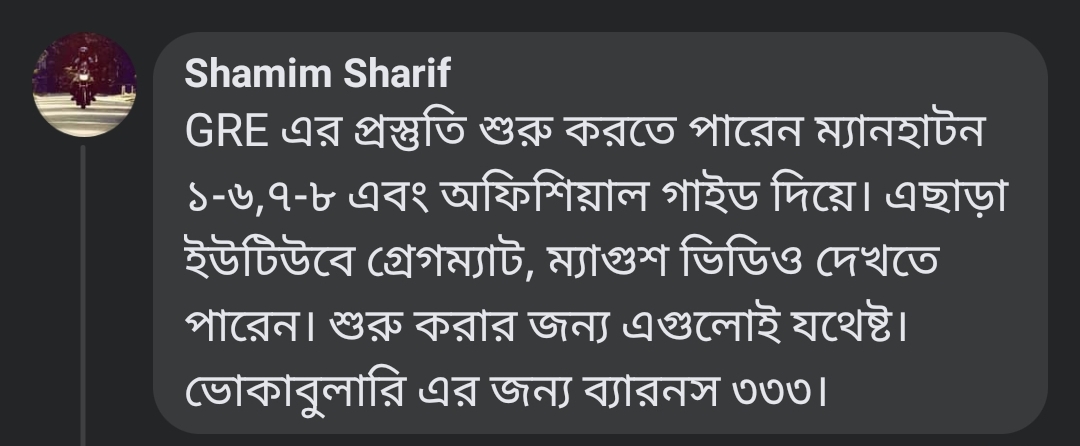 Shamim Sharif
GRE এর প্রস্তুতি শুরু করতে পারেন ম্যানহাটন
১-৬,৭-৮ এবং অফিশিয়াল গাইড দিয়ে। এছাড়া
ইউটিউবে গ্রেগম্যাট, ম্যাগুশ ভিডিও দেখতে
পারেন। শুরু করার জন্য এগুলোই যথেষ্ট।
ভোকাবুলারি এর জন্য ব্যারনস ৩৩৩।